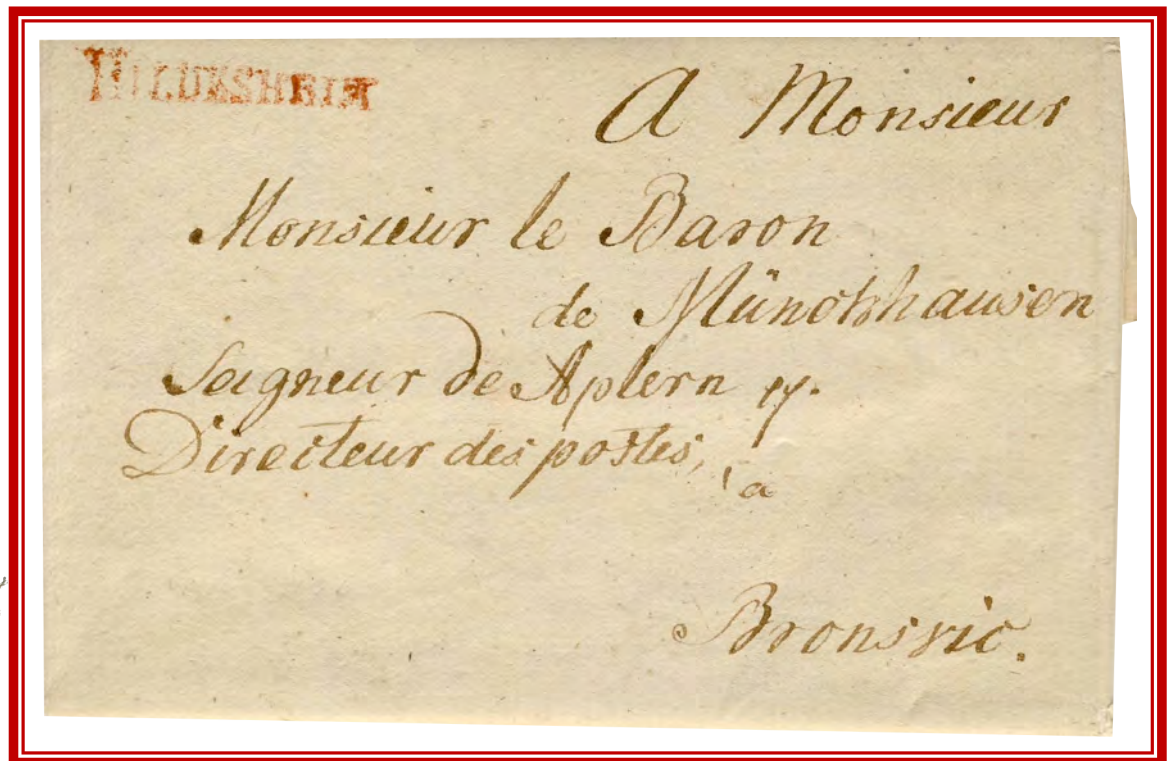 HILDESHEIM
A Monsieur
Monsieur le Baron
de Münchhausen
Seigneur de Aplern
Directeur des postes,
a
Bronsvic.